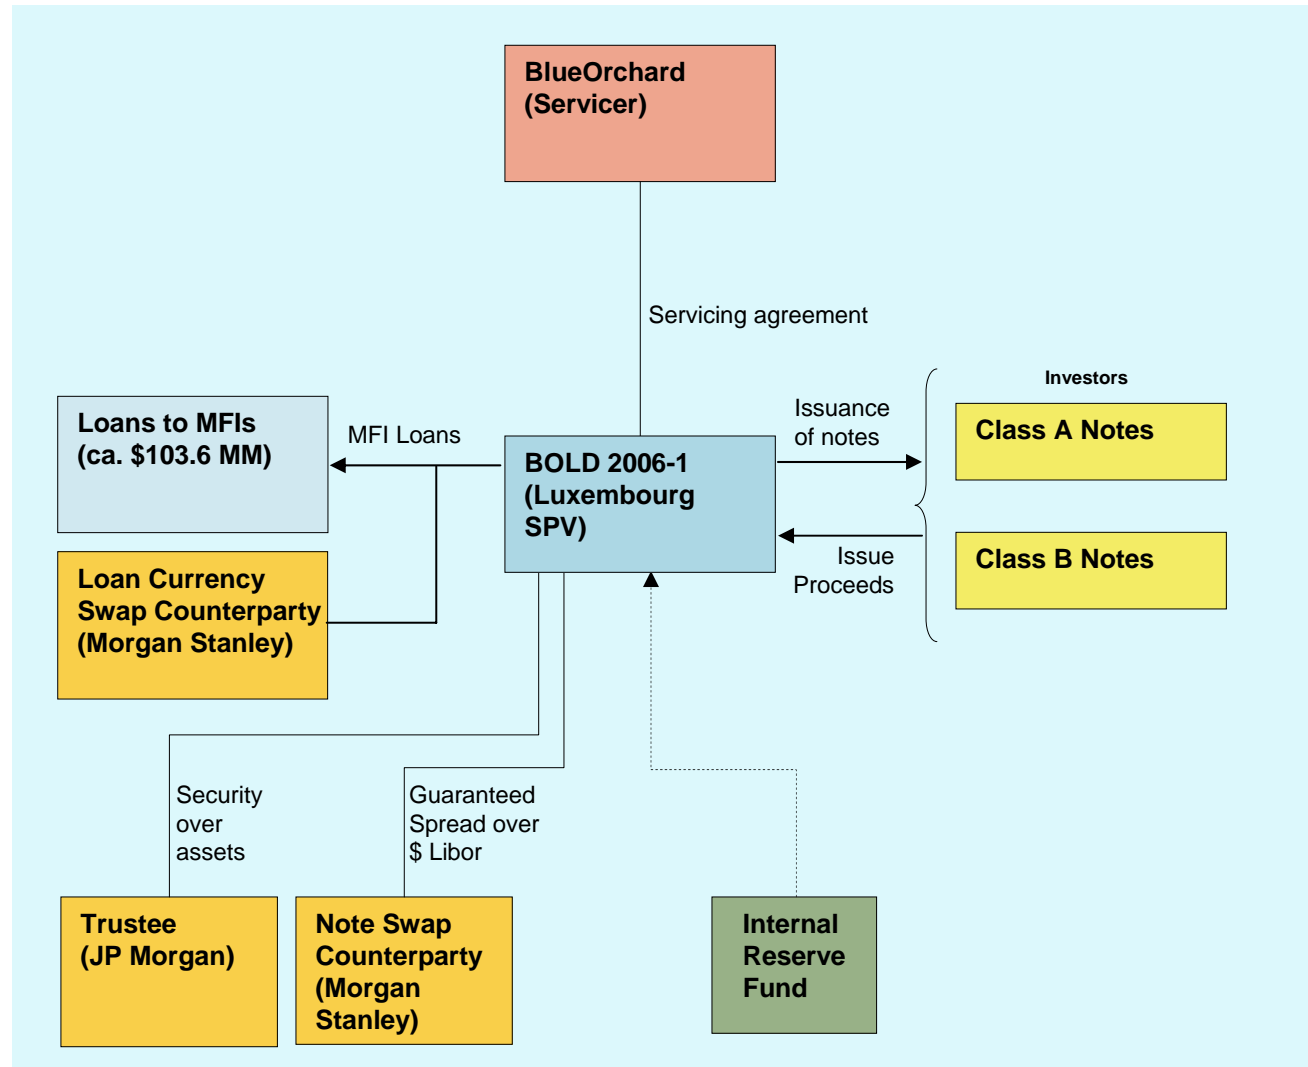 BlueOrchard
(Servicer)
Servicing agreement
Investors
Loans to MFIs
(ca. $103.6 MM)
MFI Loans
Issuance
of notes
Class A Notes
BOLD 2006-1
(Luxembourg
SPV)
Issue
Proceeds
Class B Notes
Loan Currency
Swap Counterparty
(Morgan Stanley)
Security
over
assets
Guaranteed
Spread over
$ Libor
Trustee
(JP Morgan)
Note Swap
Counterparty
(Morgan
Stanley)
Internal
Reserve
Fund